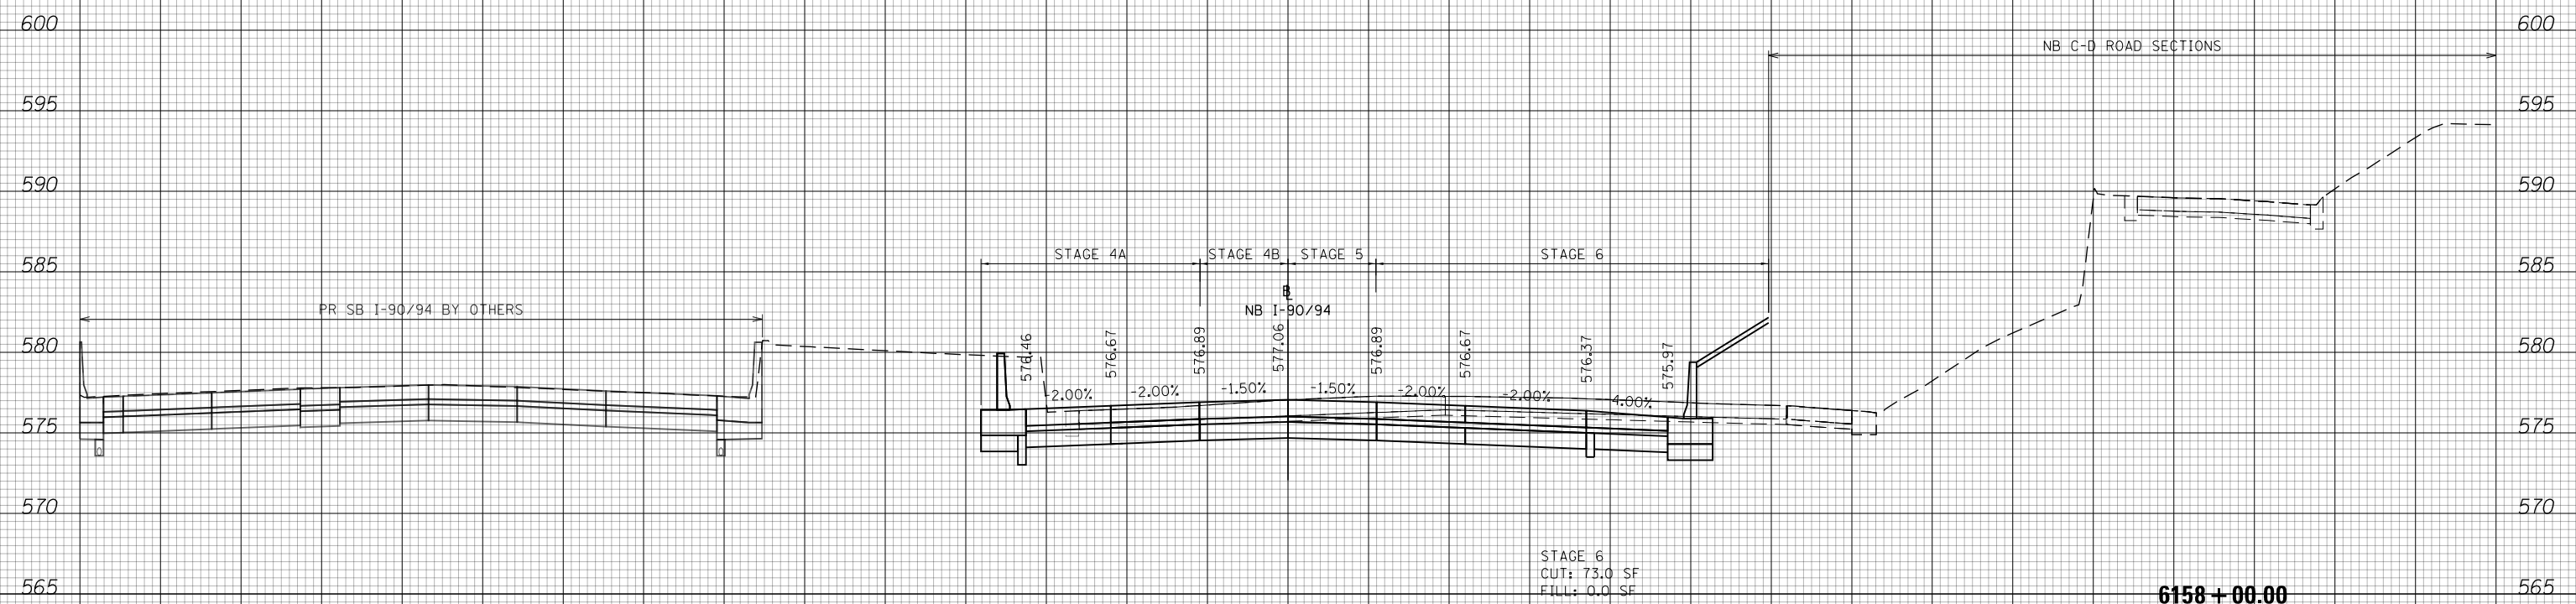 600 600
NB C-D ROAD SECTIONS
595 595
590 590
585 STAGE 4A STAGE 4B STAGE 5 STAGE 6 585
PR SB I-90/94 BY OTHERS NB I-90/94
580 576.46 576.67 576.89 577.06 576.89 576.67 576.37 575.97 580
-2.00% -2.00% -1.50% -1.50% -2.00% -2.00% -4.00%
575 575
570 570
STAGE 6
CUT: 73.0 SF
FILL: 0.0 SF
565 6158+00.00 565